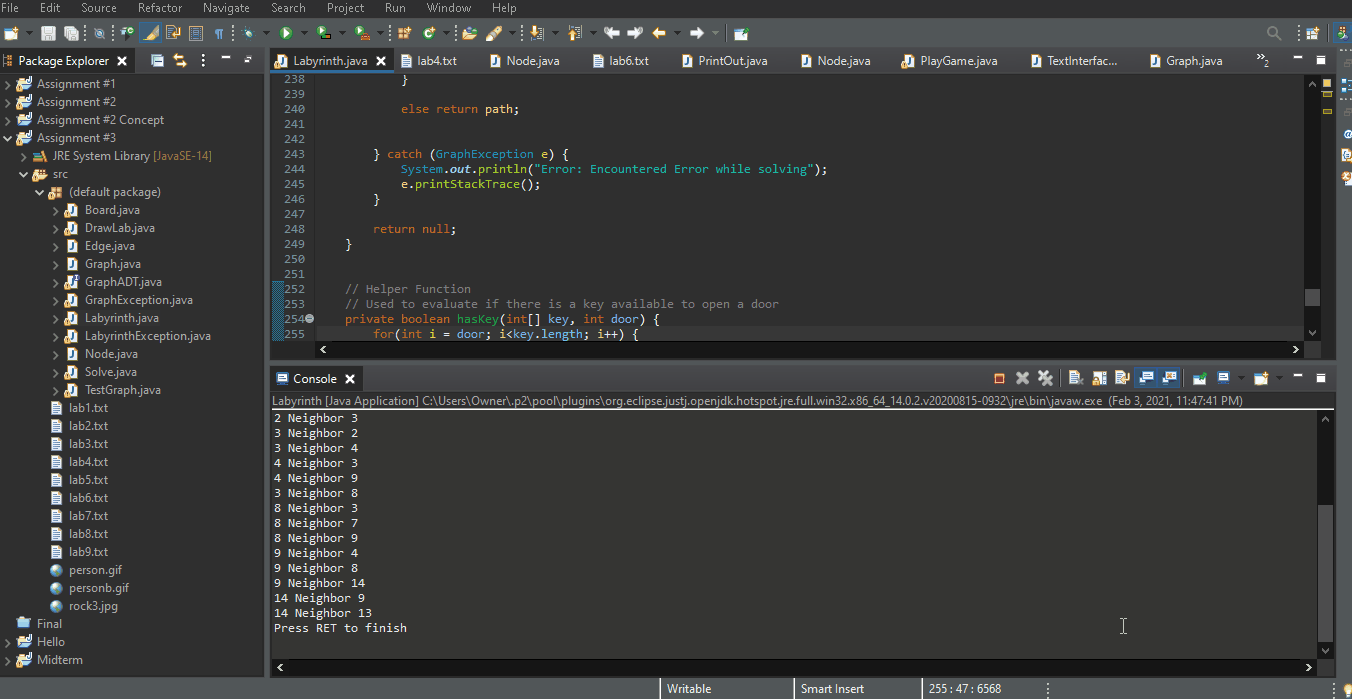 File Edit Source Refactor Navigate Search Project Run Window Help
Package Explorer
Assignment #1
Assignment #2
Assignment #2 Concept
Assignment #3
JRE System Library [JavaSE-14]
src
(default package)
Board.java
DrawLab.java
Edge.java
Graph.java
GraphADT.java
GraphException.java
Labyrinth.java
LabyrinthException.java
Node.java
Solve.java
TestGraph.java
lab1.txt
lab2.txt
lab3.txt
lab4.txt
lab5.txt
lab6.txt
lab7.txt
lab8.txt
lab9.txt
person.gif
personb.gif
rock3.jpg
Final
Hello
Midterm
Labyrinth.java lab4.txt Node.java lab6.txt PrintOut.java Node.java PlayGame.java TextInterfac... Graph.java »2
238 }
239
240 else return path;
241
242
243 } catch (GraphException e) {
244 System.out.println("Error: Encountered Error while solving");
245 e.printStackTrace();
246 }
247
248 return null;
249 }
250
251
252 // Helper Function
253 // Used to evaluate if there is a key available to open a door
254 private boolean hasKey(int[] key, int door) {
255 for(int i = door; i<key.length; i++) {
Console
Labyrinth [Java Application] C:\Users\Owner\.p2\pool\plugins\org.eclipse.justj.openjdk.hotspot.jre.full.win32.x86_64_14.0.2.v20200815-0932\jre\bin\javaw.exe (Feb 3, 2021, 11:47:41 PM)
2 Neighbor 3
3 Neighbor 2
3 Neighbor 4
4 Neighbor 3
4 Neighbor 9
3 Neighbor 8
8 Neighbor 3
8 Neighbor 7
8 Neighbor 9
9 Neighbor 4
9 Neighbor 8
9 Neighbor 14
14 Neighbor 9
14 Neighbor 13
Press RET to finish
Writable Smart Insert 255 : 47 : 6568